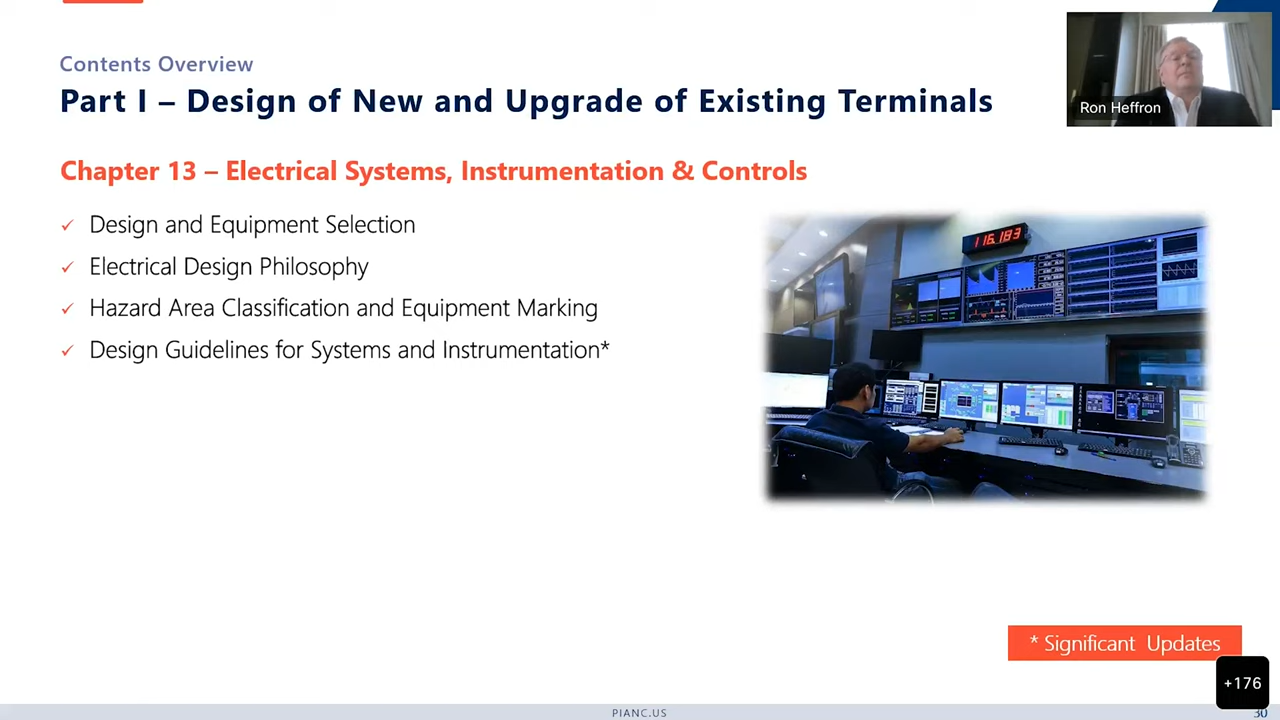 Contents Overview
Part I – Design of New and Upgrade of Existing Terminals
Ron Heffron
Chapter 13 – Electrical Systems, Instrumentation & Controls
✓ Design and Equipment Selection
✓ Electrical Design Philosophy
✓ Hazard Area Classification and Equipment Marking
✓ Design Guidelines for Systems and Instrumentation*
116.183
* Significant Updates
+176
PIANC.US
30